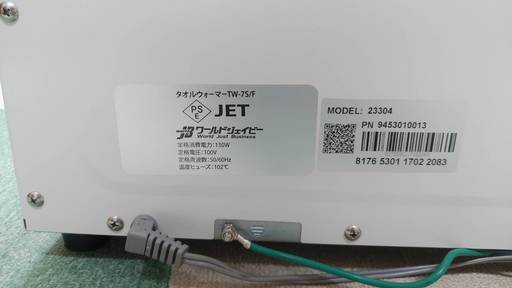 タオルウォーマーTW-7S/F
PS
E
JET
JB ワールドジェイビー
World Just Business
定格消費電力:130W
定格電圧:100V
定格周波数:50/60Hz
温度ヒューズ:102℃
MODEL: 23304
PN 9453010013
8176 5301 1702 2083